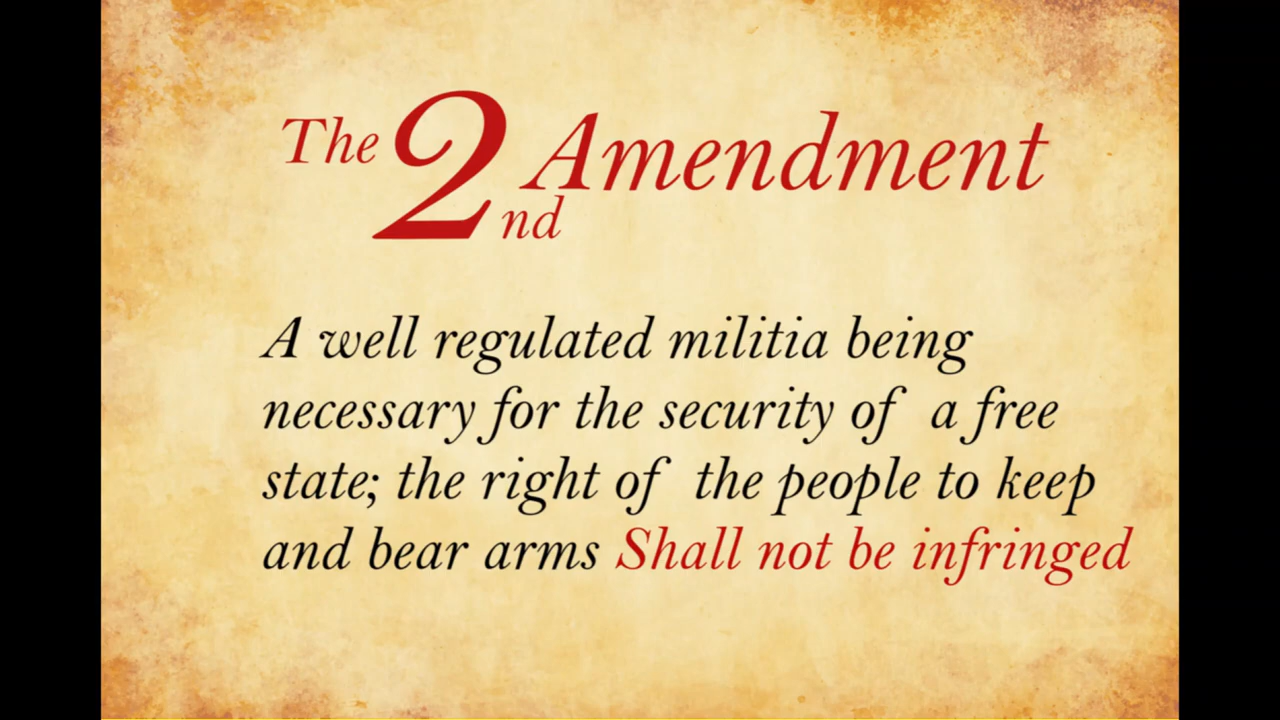 The 2nd Amendment
A well regulated militia being
necessary for the security of a free
state; the right of the people to keep
and bear arms Shall not be infringed